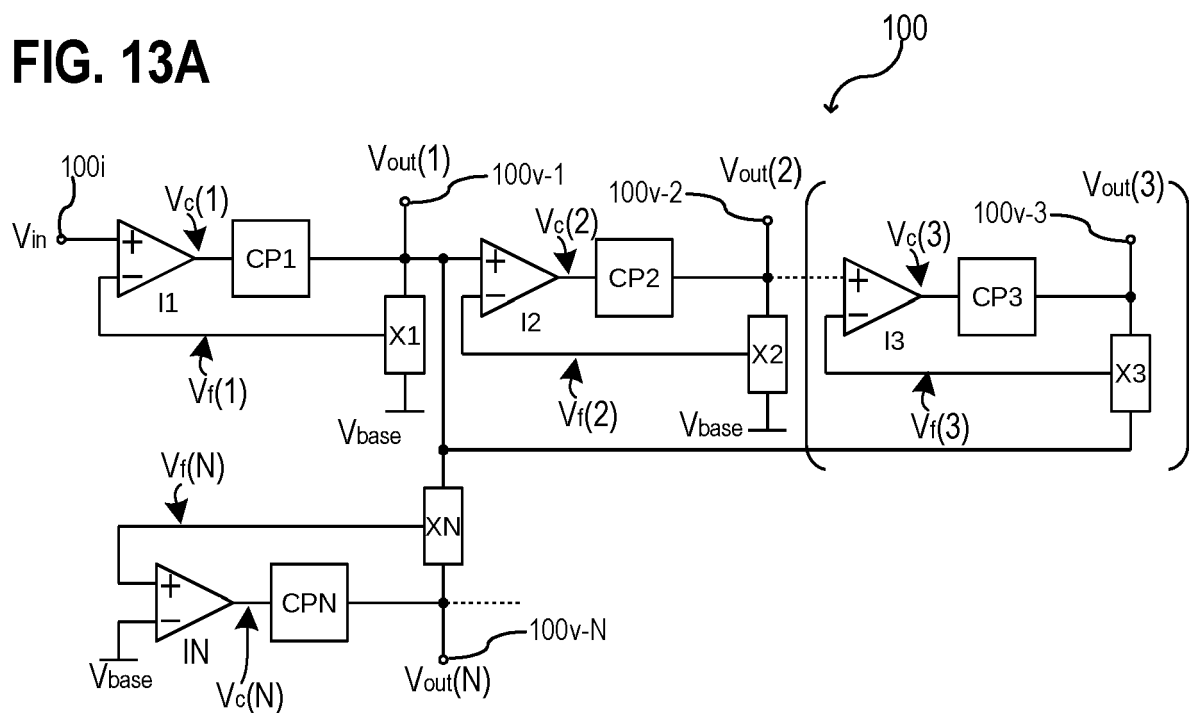 FIG. 13A
100
100i
Vin
Vc(1)
+
−
I1
CP1
Vout(1)
100v-1
X1
Vf(1)
Vbase
Vc(2)
+
−
I2
CP2
Vout(2)
100v-2
X2
Vf(2)
Vbase
Vc(3)
+
−
I3
CP3
Vout(3)
100v-3
X3
Vf(3)
Vf(N)
XN
+
−
IN
CPN
Vbase
Vc(N)
100v-N
Vout(N)